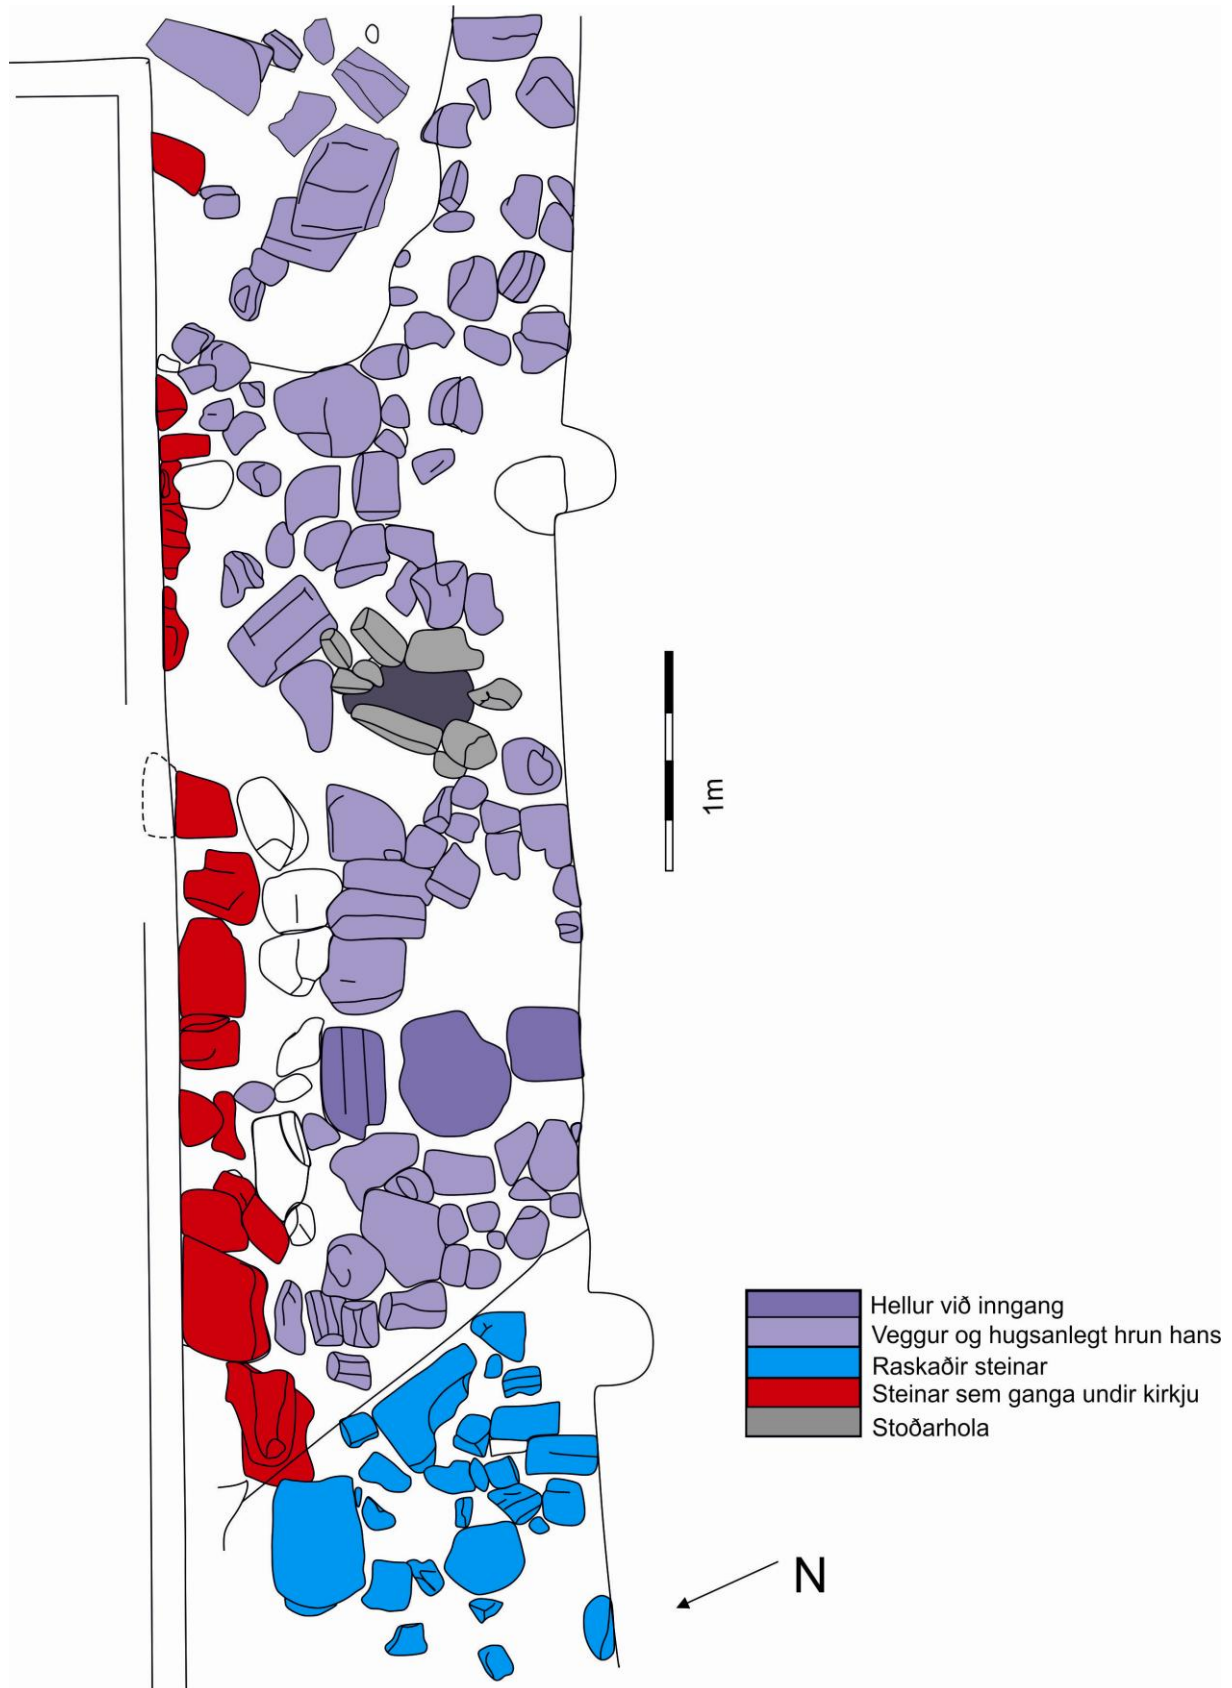 1m
Hellur við inngang
Veggur og hugsanlegt hrun hans
Raskaðir steinar
Steinar sem ganga undir kirkju
Stoðarhola
N